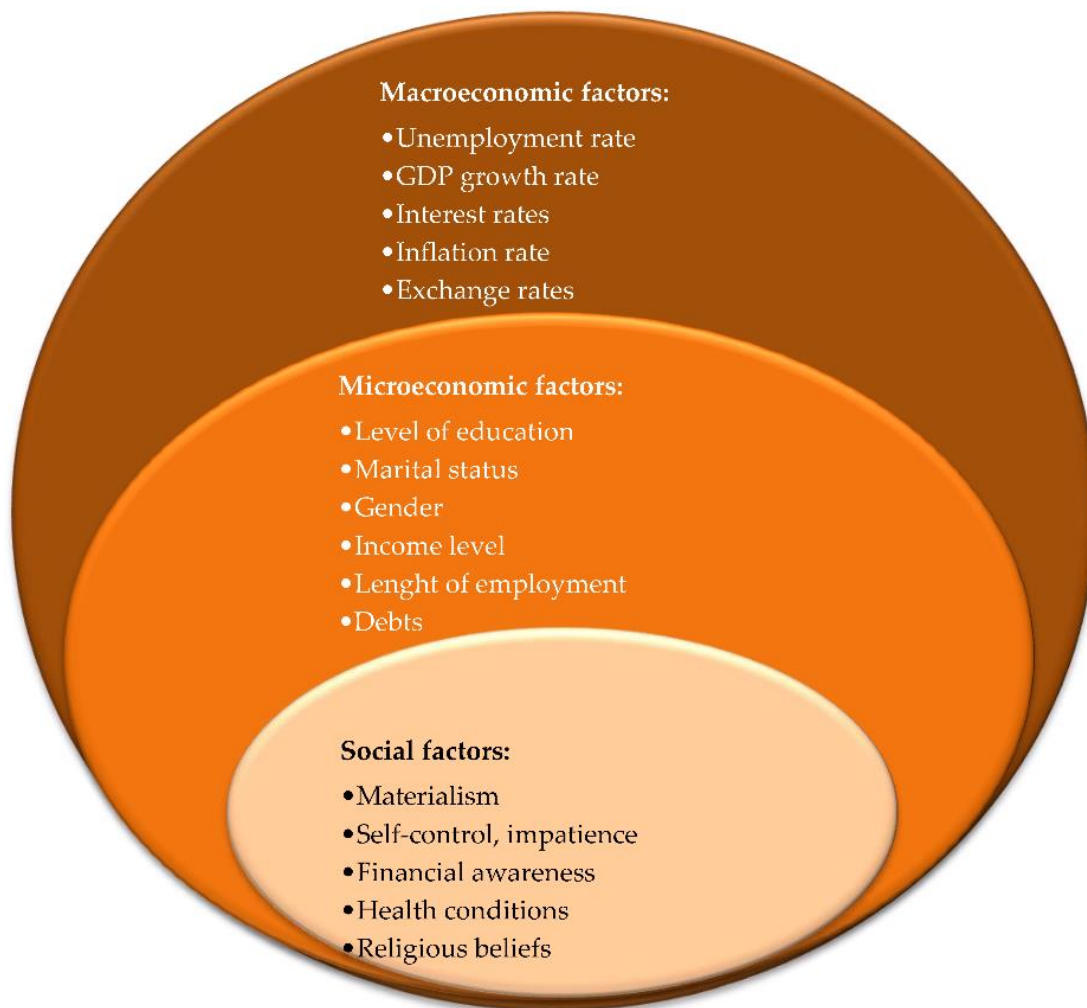 Macroeconomic factors:
•Unemployment rate
•GDP growth rate
•Interest rates
•Inflation rate
•Exchange rates
Microeconomic factors:
•Level of education
•Marital status
•Gender
•Income level
•Lenght of employment
•Debts
Social factors:
•Materialism
•Self-control, impatience
•Financial awareness
•Health conditions
•Religious beliefs